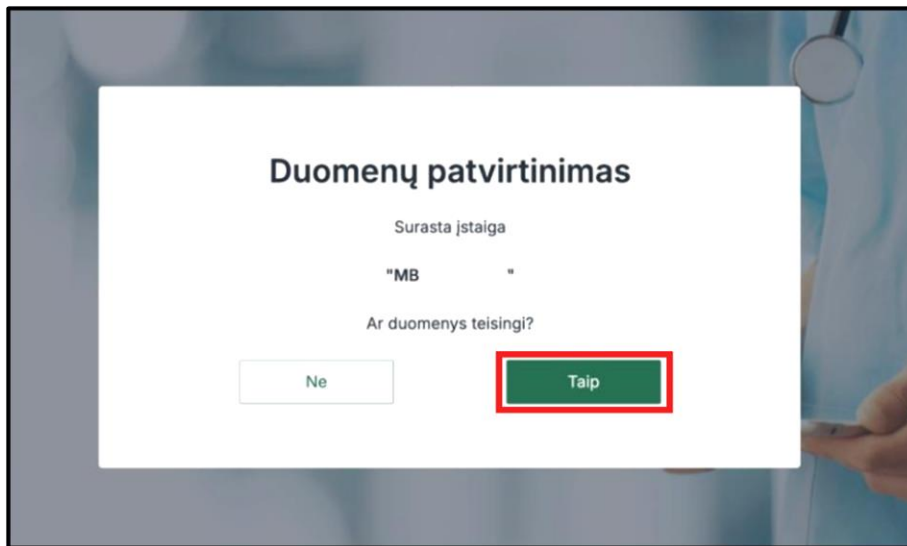 Duomenų patvirtinimas
Surasta įstaiga
"MB "
Ar duomenys teisingi?
Ne
Taip